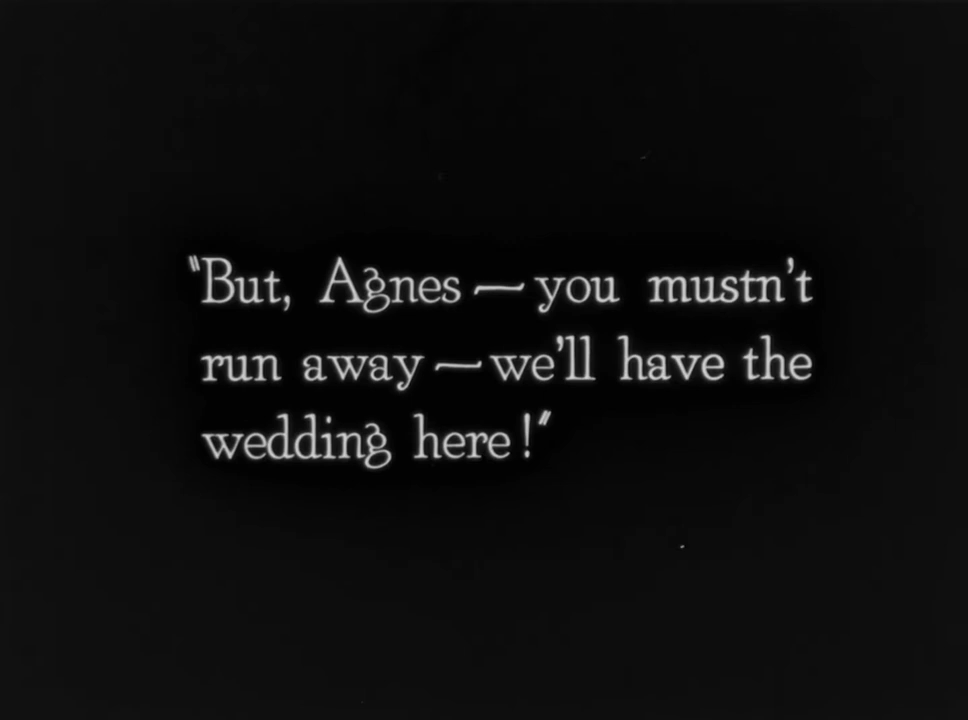 "But, Agnes — you mustn't
run away — we'll have the
wedding here!"